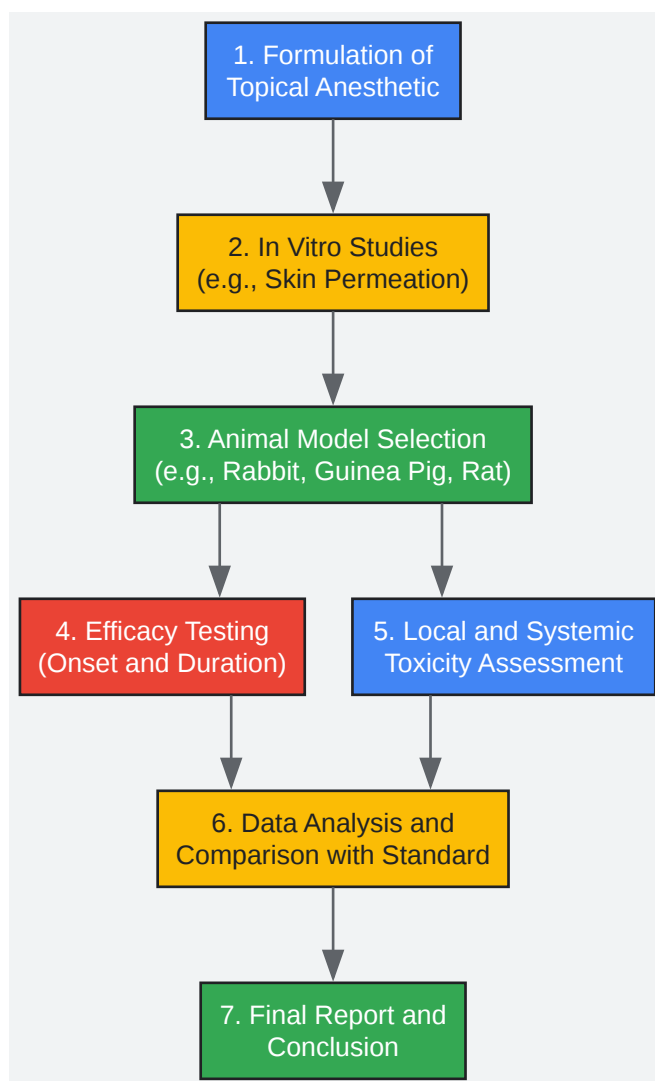 1. Formulation of
Topical Anesthetic
2. In Vitro Studies
(e.g., Skin Permeation)
3. Animal Model Selection
(e.g., Rabbit, Guinea Pig, Rat)
4. Efficacy Testing
(Onset and Duration)
5. Local and Systemic
Toxicity Assessment
6. Data Analysis and
Comparison with Standard
7. Final Report and
Conclusion